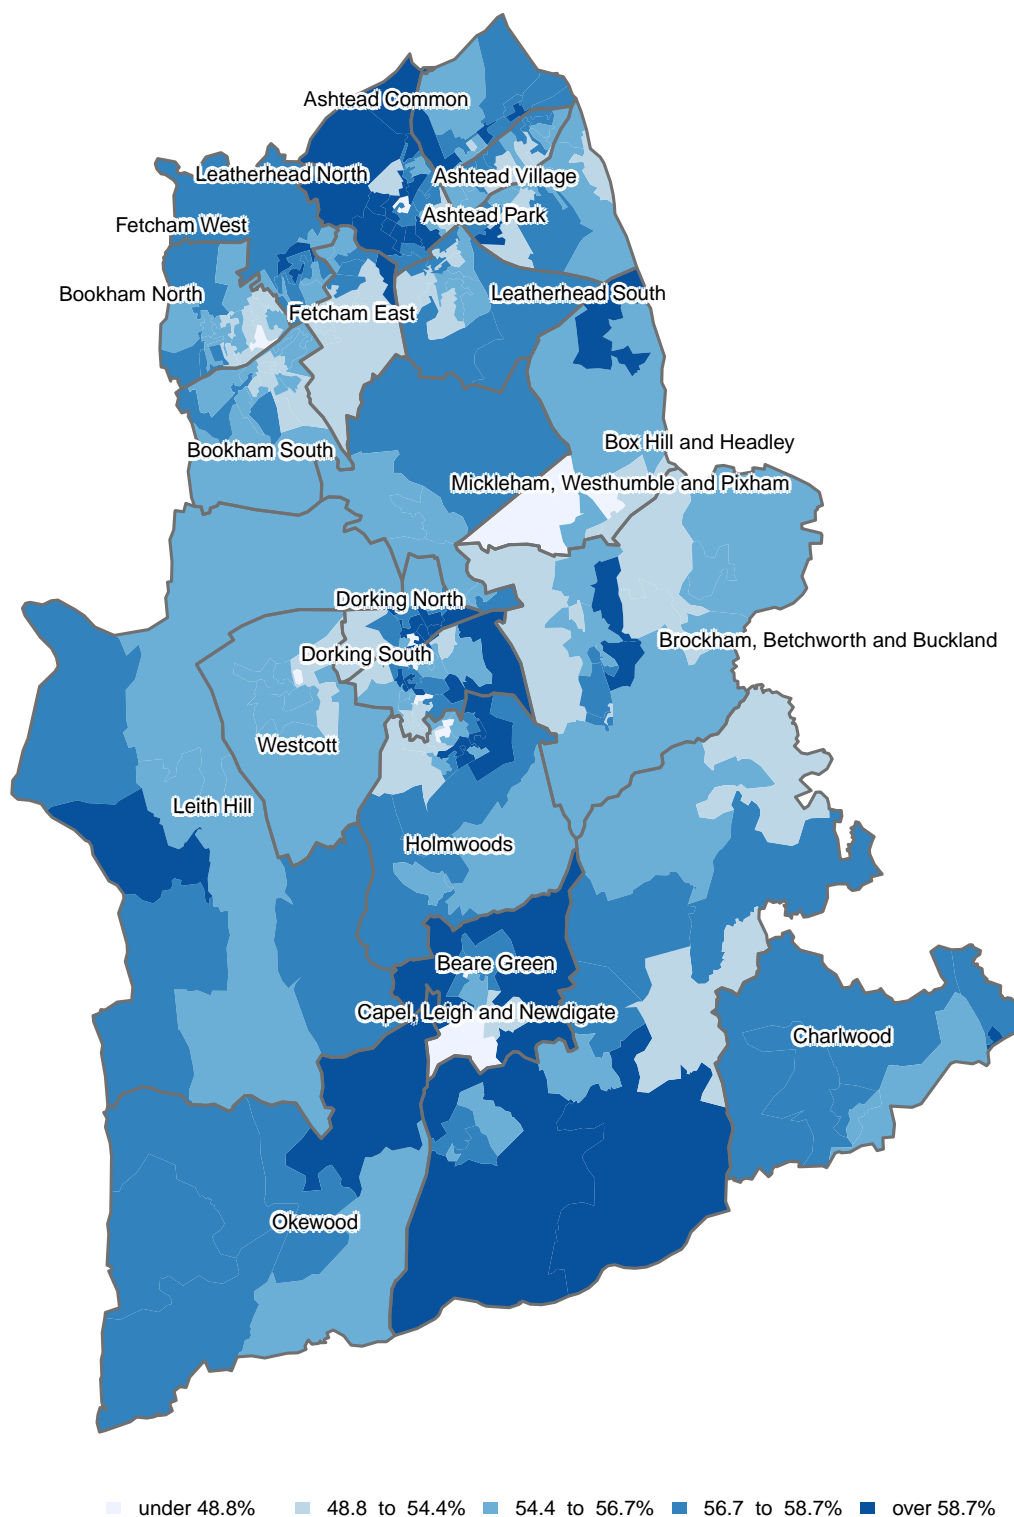 Ashtead Common
Leatherhead North
Ashtead Village
Ashtead Park
Fetcham West
Bookham North
Leatherhead South
Fetcham East
Box Hill and Headley
Bookham South
Mickleham, Westhumble and Pixham
Dorking North
Brockham, Betchworth and Buckland
Dorking South
Westcott
Leith Hill
Holmwoods
Beare Green
Capel, Leigh and Newdigate
Charlwood
Okewood
under 48.8%
48.8 to 54.4%
54.4 to 56.7%
56.7 to 58.7%
over 58.7%